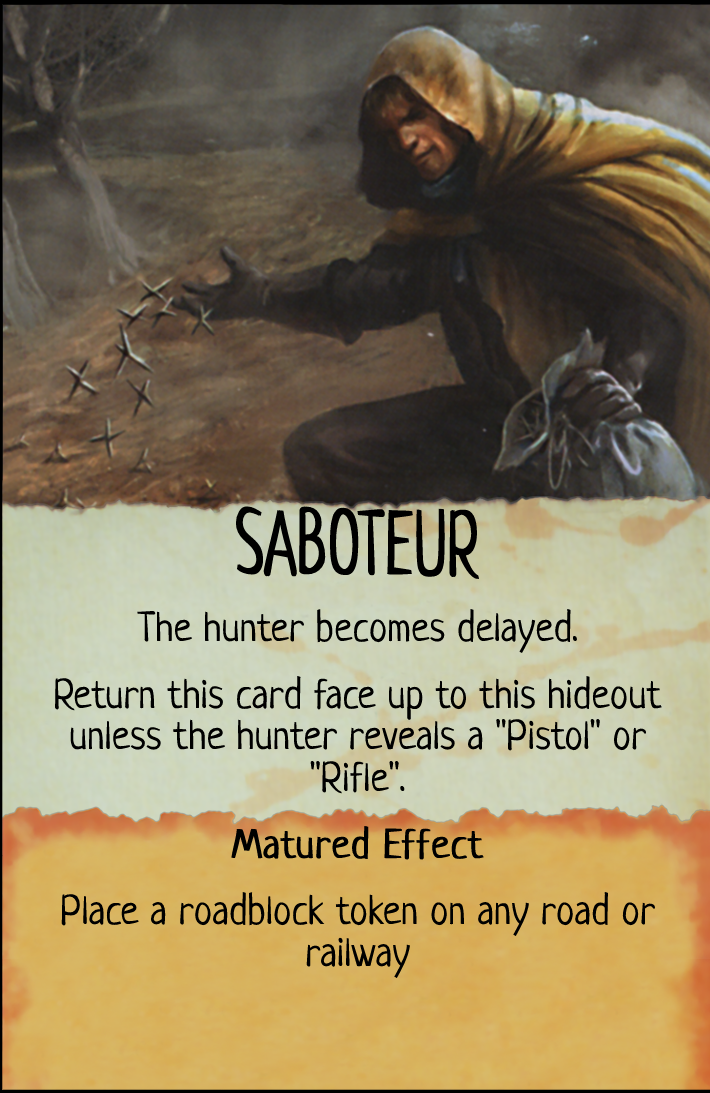 SABOTEUR
The hunter becomes delayed.
Return this card face up to this hideout
unless the hunter reveals a "Pistol" or
"Rifle".
Matured Effect
Place a roadblock token on any road or
railway